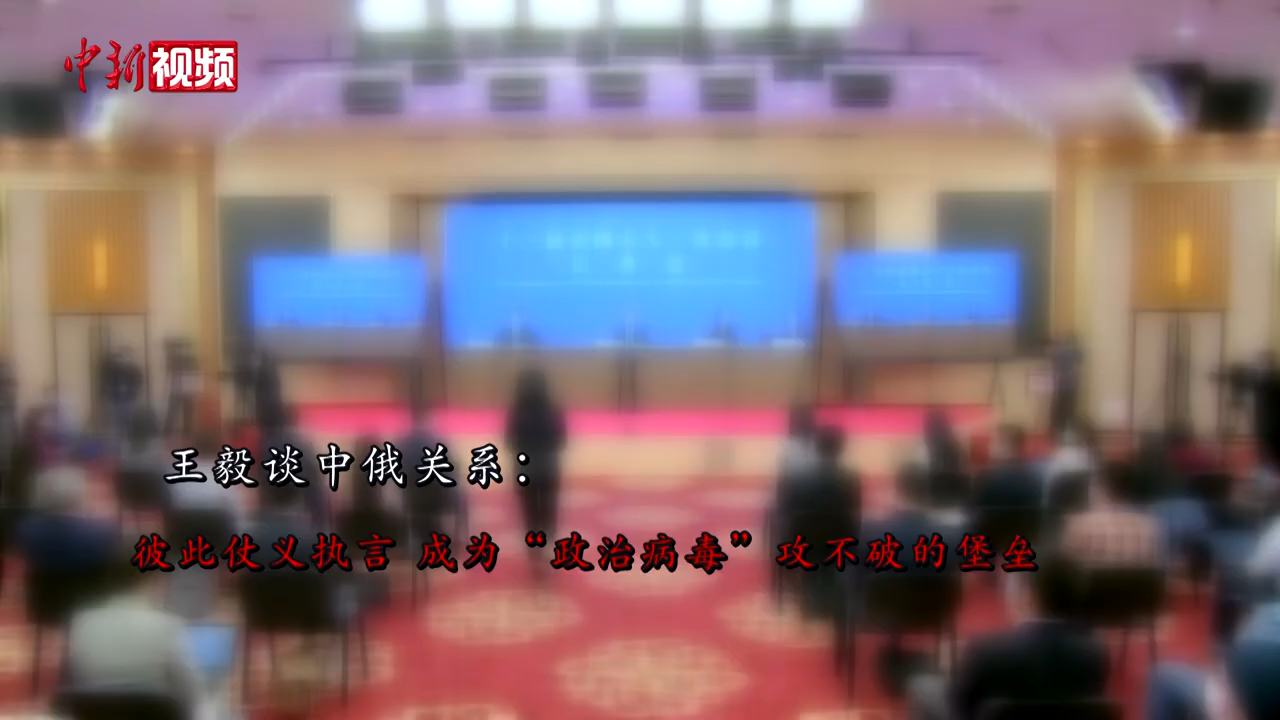 中新视频
王毅谈中俄关系：
彼此仗义执言 成为“政治病毒”攻不破的堡垒